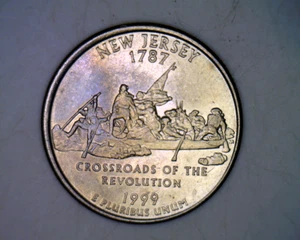 NEW JERSEY
1787
CROSSROADS OF THE
REVOLUTION
1999
E PLURIBUS UNUM